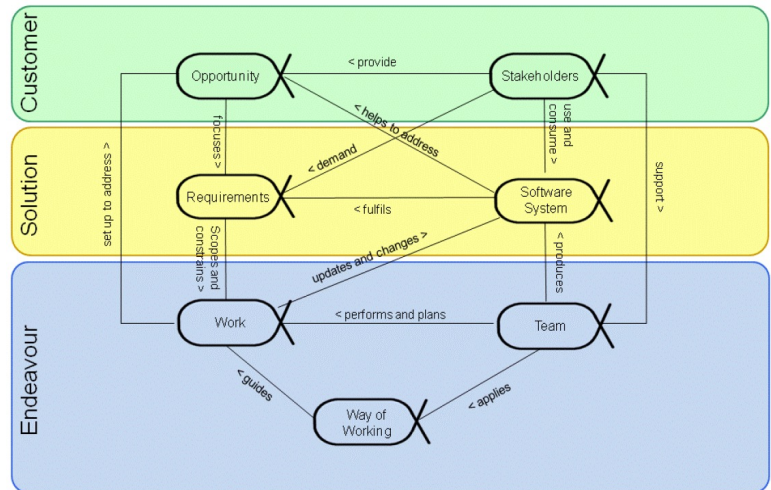 Customer
Opportunity
< provide
Stakeholders
< helps to address
use and
consume >
focuses >
< demand
set up to address <
support >
Solution
Requirements
< fulfils
Software
System
Scopes and
constrains >
updates and changes >
< produces
Endeavour
Work
< performs and plans
Team
< guides
< applies
Way of
Working